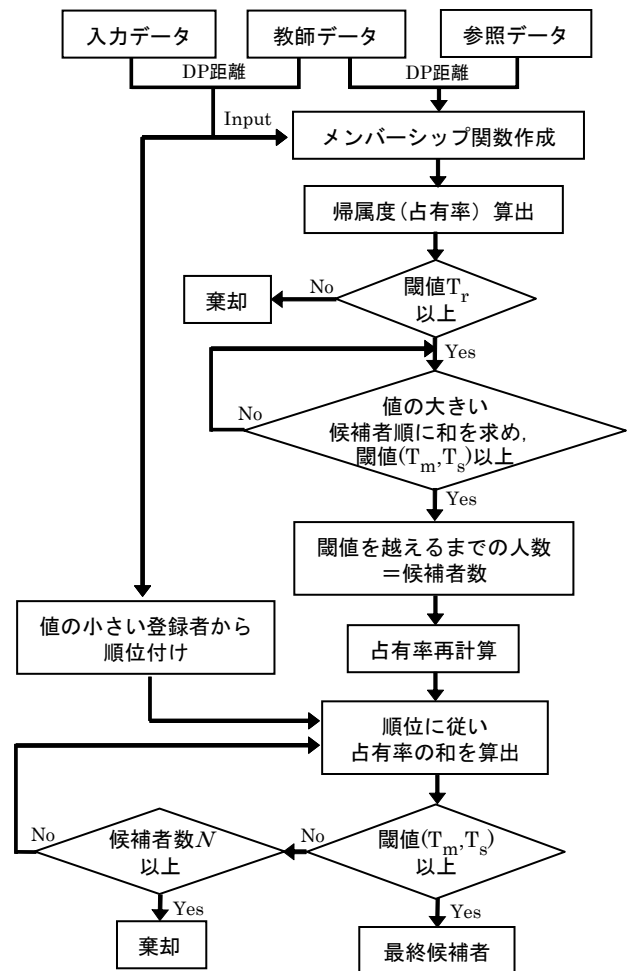 入力データ
教師データ
参照データ
DP距離
DP距離
Input
メンバーシップ関数作成
帰属度(占有率) 算出
No
閾値Tr
以上
棄却
Yes
値の大きい
候補者順に和を求め,
閾値(Tm,Ts)以上
No
Yes
閾値を越えるまでの人数
＝候補者数
値の小さい登録者から
順位付け
占有率再計算
順位に従い
占有率の和を算出
No
候補者数N
以上
No
閾値(Tm,Ts)
以上
Yes
Yes
棄却
最終候補者